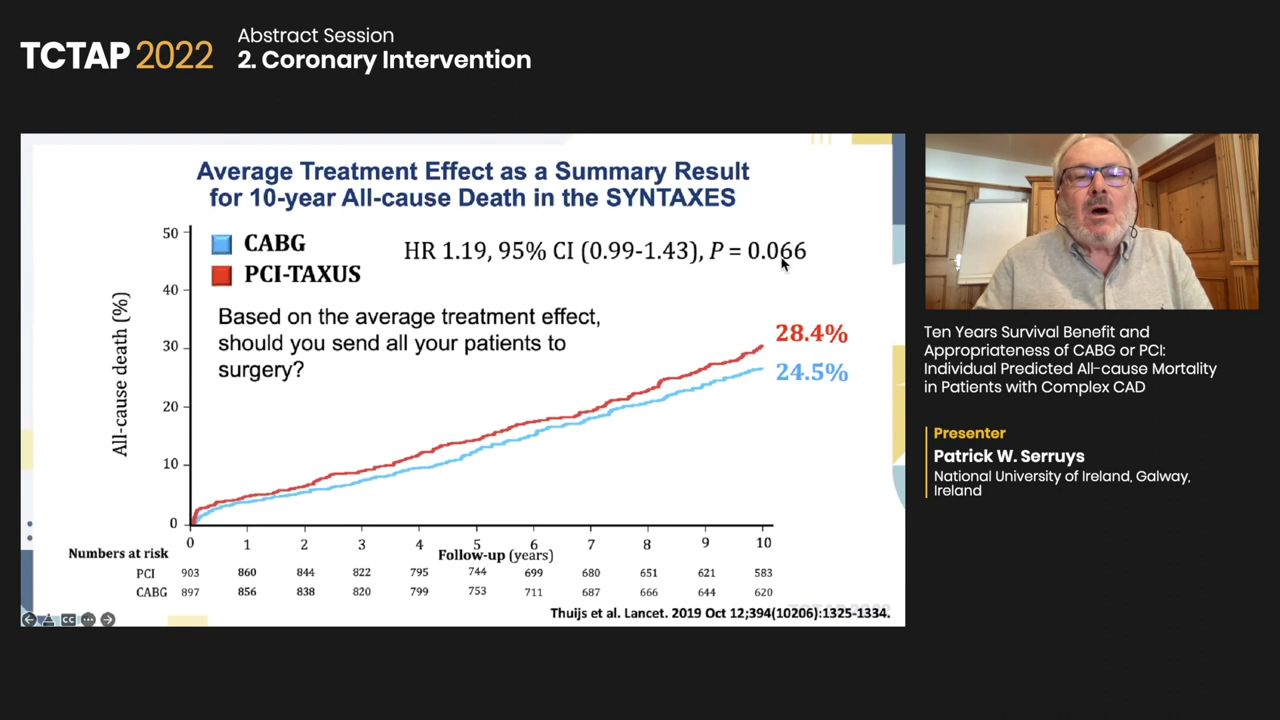 TCTAP 2022
Abstract Session
2. Coronary Intervention
Average Treatment Effect as a Summary Result
for 10-year All-cause Death in the SYNTAXES
CABG
PCI-TAXUS
HR 1.19, 95% CI (0.99-1.43), P = 0.066
Based on the average treatment effect,
should you send all your patients to
surgery?
All-cause death (%)
50
40
30
20
10
0
28.4%
24.5%
0 1 2 3 4 5 6 7 8 9 10
Follow-up (years)
Numbers at risk
PCI 903 860 844 822 795 744 699 680 651 621 583
CABG 897 856 838 820 799 753 711 687 666 644 620
Thuijs et al. Lancet. 2019 Oct 12;394(10206):1325-1334.
CC
TCTAP 2022
Ten Years Survival Benefit and
Appropriateness of CABG or PCI:
Individual Predicted All-cause Mortality
in Patients with Complex CAD
Presenter
Patrick W. Serruys
National University of Ireland, Galway,
Ireland